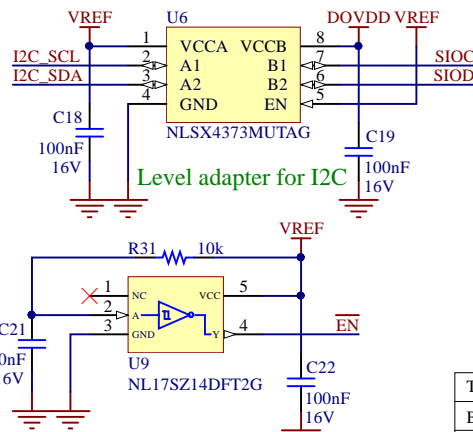 VREF U6 DOVDD VREF
1 VCCA VCCB 8
I2C_SCL 2 A1 B1 7 SIOC
I2C_SDA 3 A2 B2 6 SIOD
4 GND EN 5
C18 NLSX4373MUTAG C19
100nF 100nF
16V 16V
Level adapter for I2C
VREF
R31 10k
1 NC VCC 5
2 A
C21 3 GND Y 4 EN
U9 C22
NL17SZ14DFT2G 100nF
16V